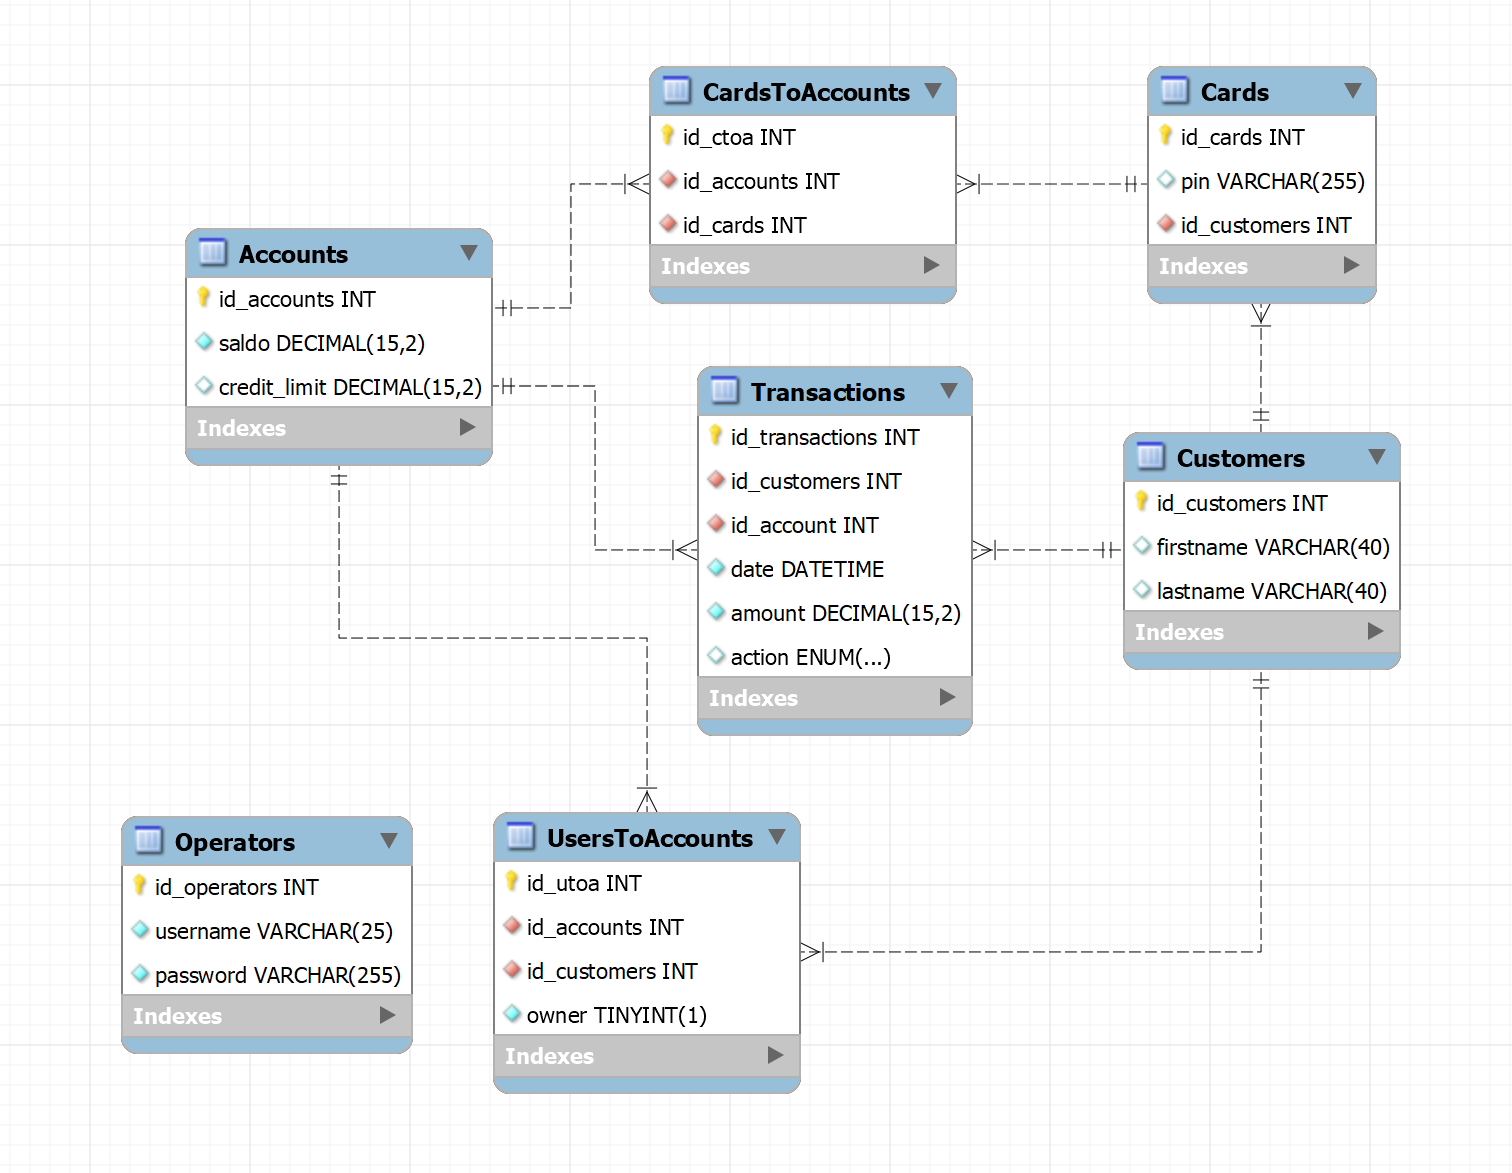 CardsToAccounts
id_ctoa INT
id_accounts INT
id_cards INT
Indexes
Cards
id_cards INT
pin VARCHAR(255)
id_customers INT
Indexes
Accounts
id_accounts INT
saldo DECIMAL(15,2)
credit_limit DECIMAL(15,2)
Indexes
Transactions
id_transactions INT
id_customers INT
id_account INT
date DATETIME
amount DECIMAL(15,2)
action ENUM(...)
Indexes
Customers
id_customers INT
firstname VARCHAR(40)
lastname VARCHAR(40)
Indexes
Operators
id_operators INT
username VARCHAR(25)
password VARCHAR(255)
Indexes
UsersToAccounts
id_utoa INT
id_accounts INT
id_customers INT
owner TINYINT(1)
Indexes